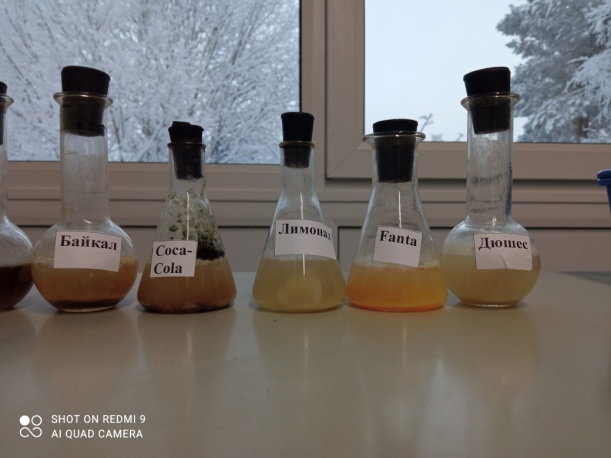 Байкал
Coca-
Cola
Лимонад
Fanta
Дюшес
SHOT ON REDMI 9
AI QUAD CAMERA